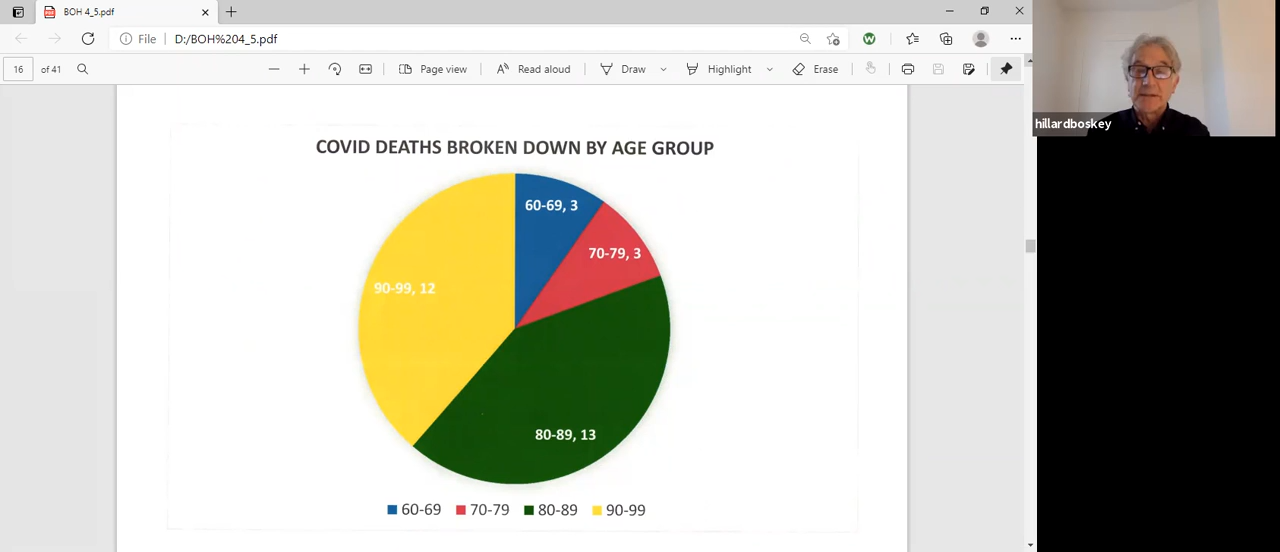 BOH 4_5.pdf
File | D:/BOH%204_5.pdf
16 of 41
Page view
Read aloud
Draw
Highlight
Erase
hillardboskey
COVID DEATHS BROKEN DOWN BY AGE GROUP
60-69, 3
70-79, 3
90-99, 12
80-89, 13
60-69 70-79 80-89 90-99